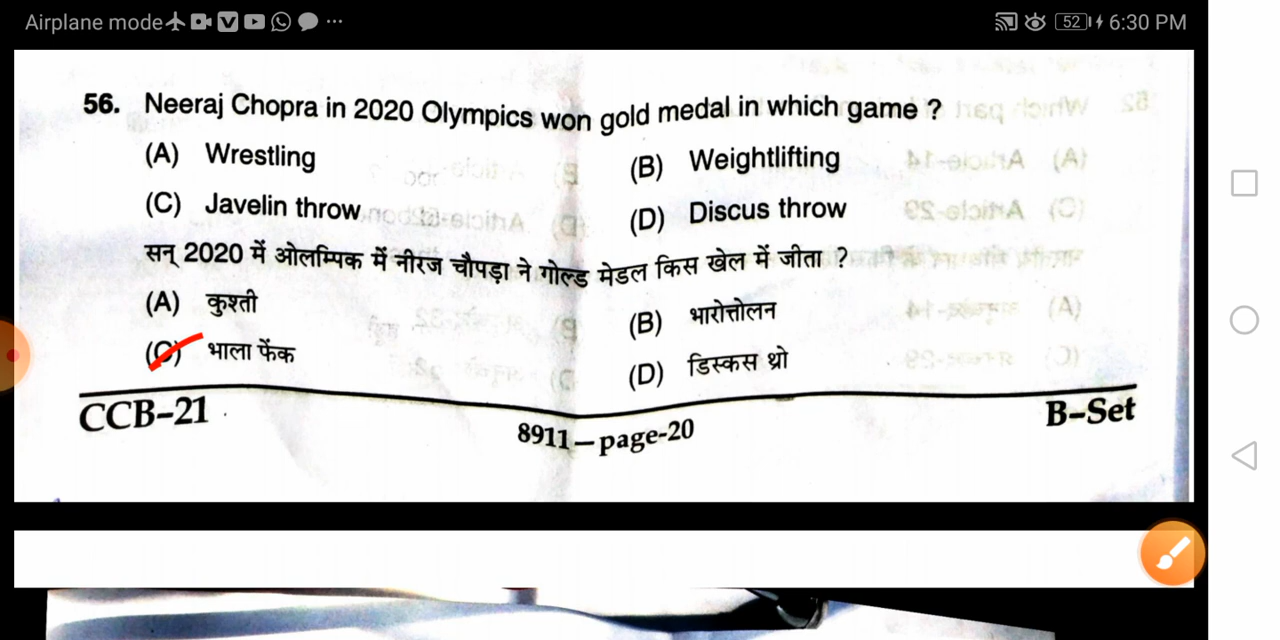 Airplane mode
52 6:30 PM
56. Neeraj Chopra in 2020 Olympics won gold medal in which game ?
(A) Wrestling (B) Weightlifting
(C) Javelin throw (D) Discus throw
सन् 2020 में ओलम्पिक में नीरज चौपड़ा ने गोल्ड मेडल किस खेल में जीता ?
(A) कुश्ती (B) भारोत्तोलन
(C) भाला फेंक (D) डिस्कस थ्रो
CCB–21 8911–page-20 B–Set